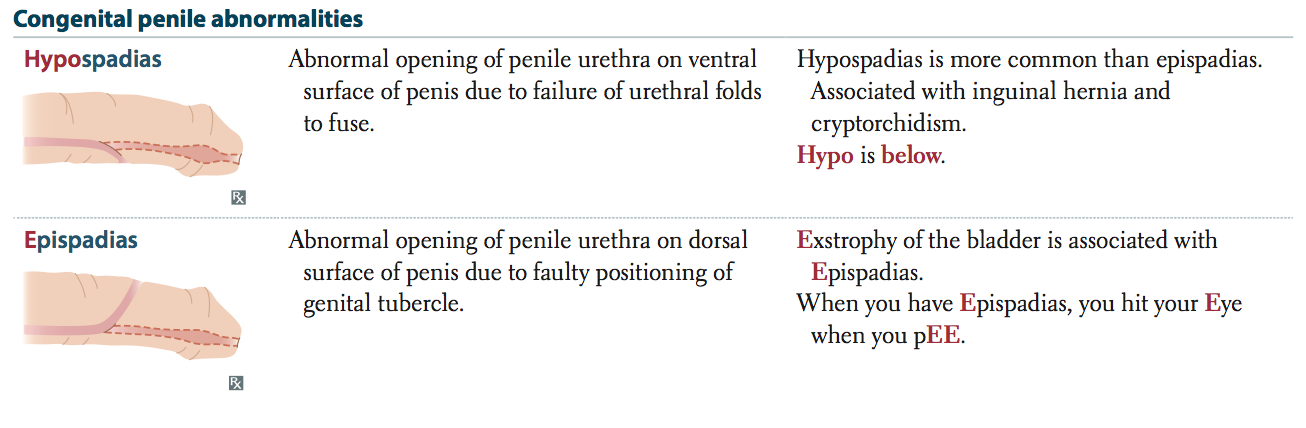 Congenital penile abnormalities
Hypospadias
Abnormal opening of penile urethra on ventral
surface of penis due to failure of urethral folds
to fuse.
Hypospadias is more common than epispadias.
Associated with inguinal hernia and
cryptorchidism.
Hypo is below.
℞
Epispadias
Abnormal opening of penile urethra on dorsal
surface of penis due to faulty positioning of
genital tubercle.
Exstrophy of the bladder is associated with
Epispadias.
When you have Epispadias, you hit your Eye
when you pEE.
℞